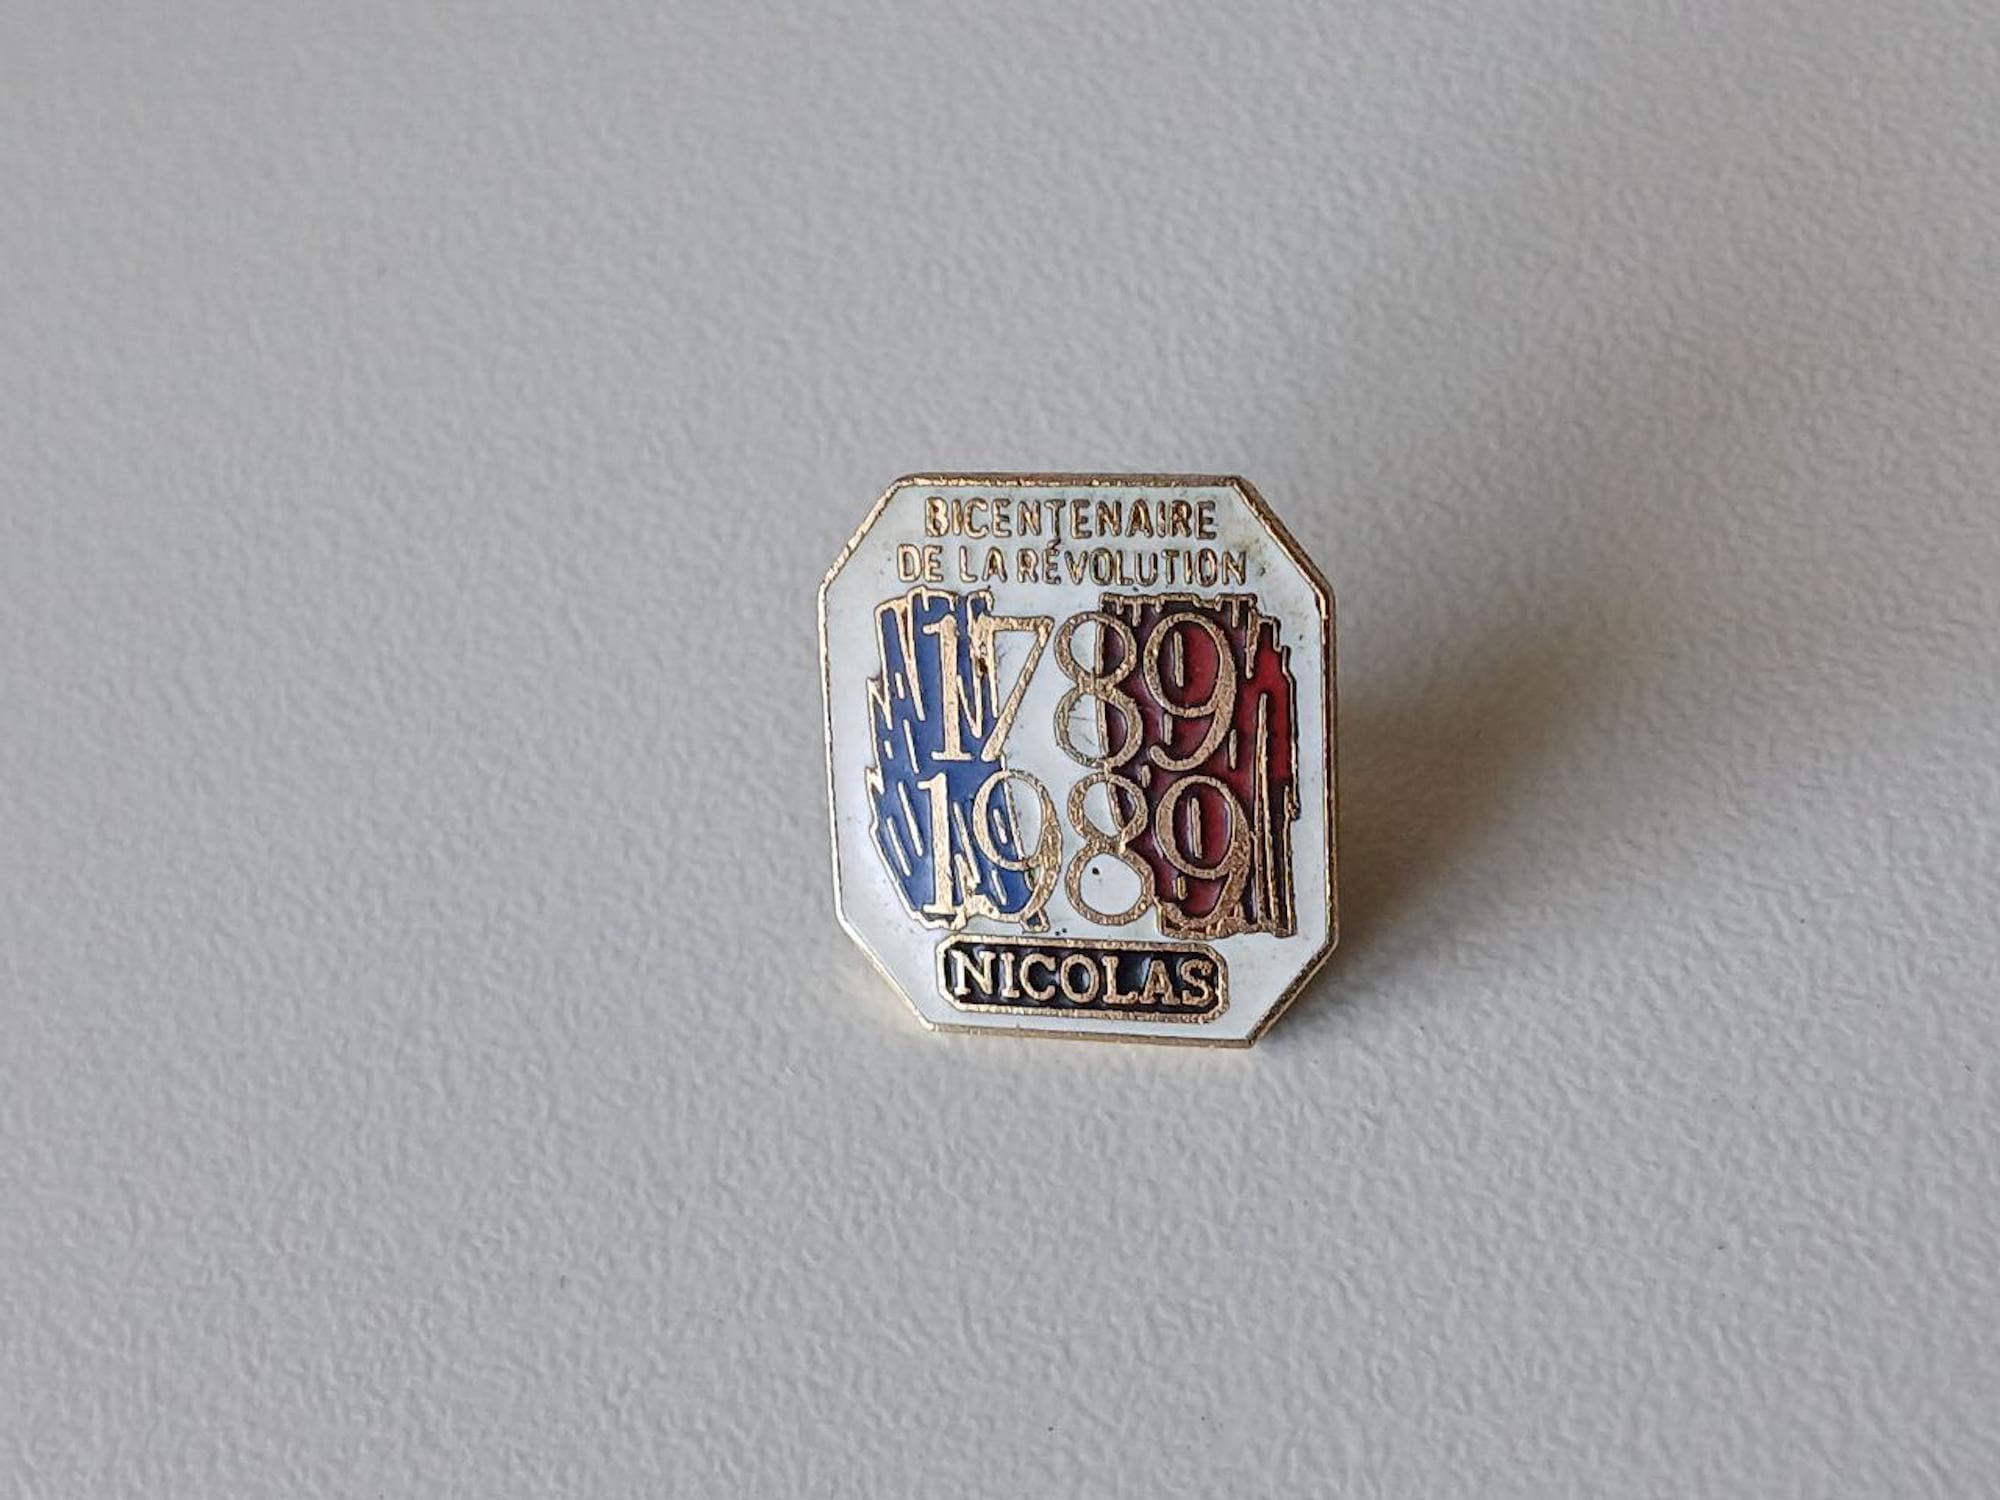 BICENTENAIRE
DE LA RÉVOLUTION
1789
1989
NICOLAS